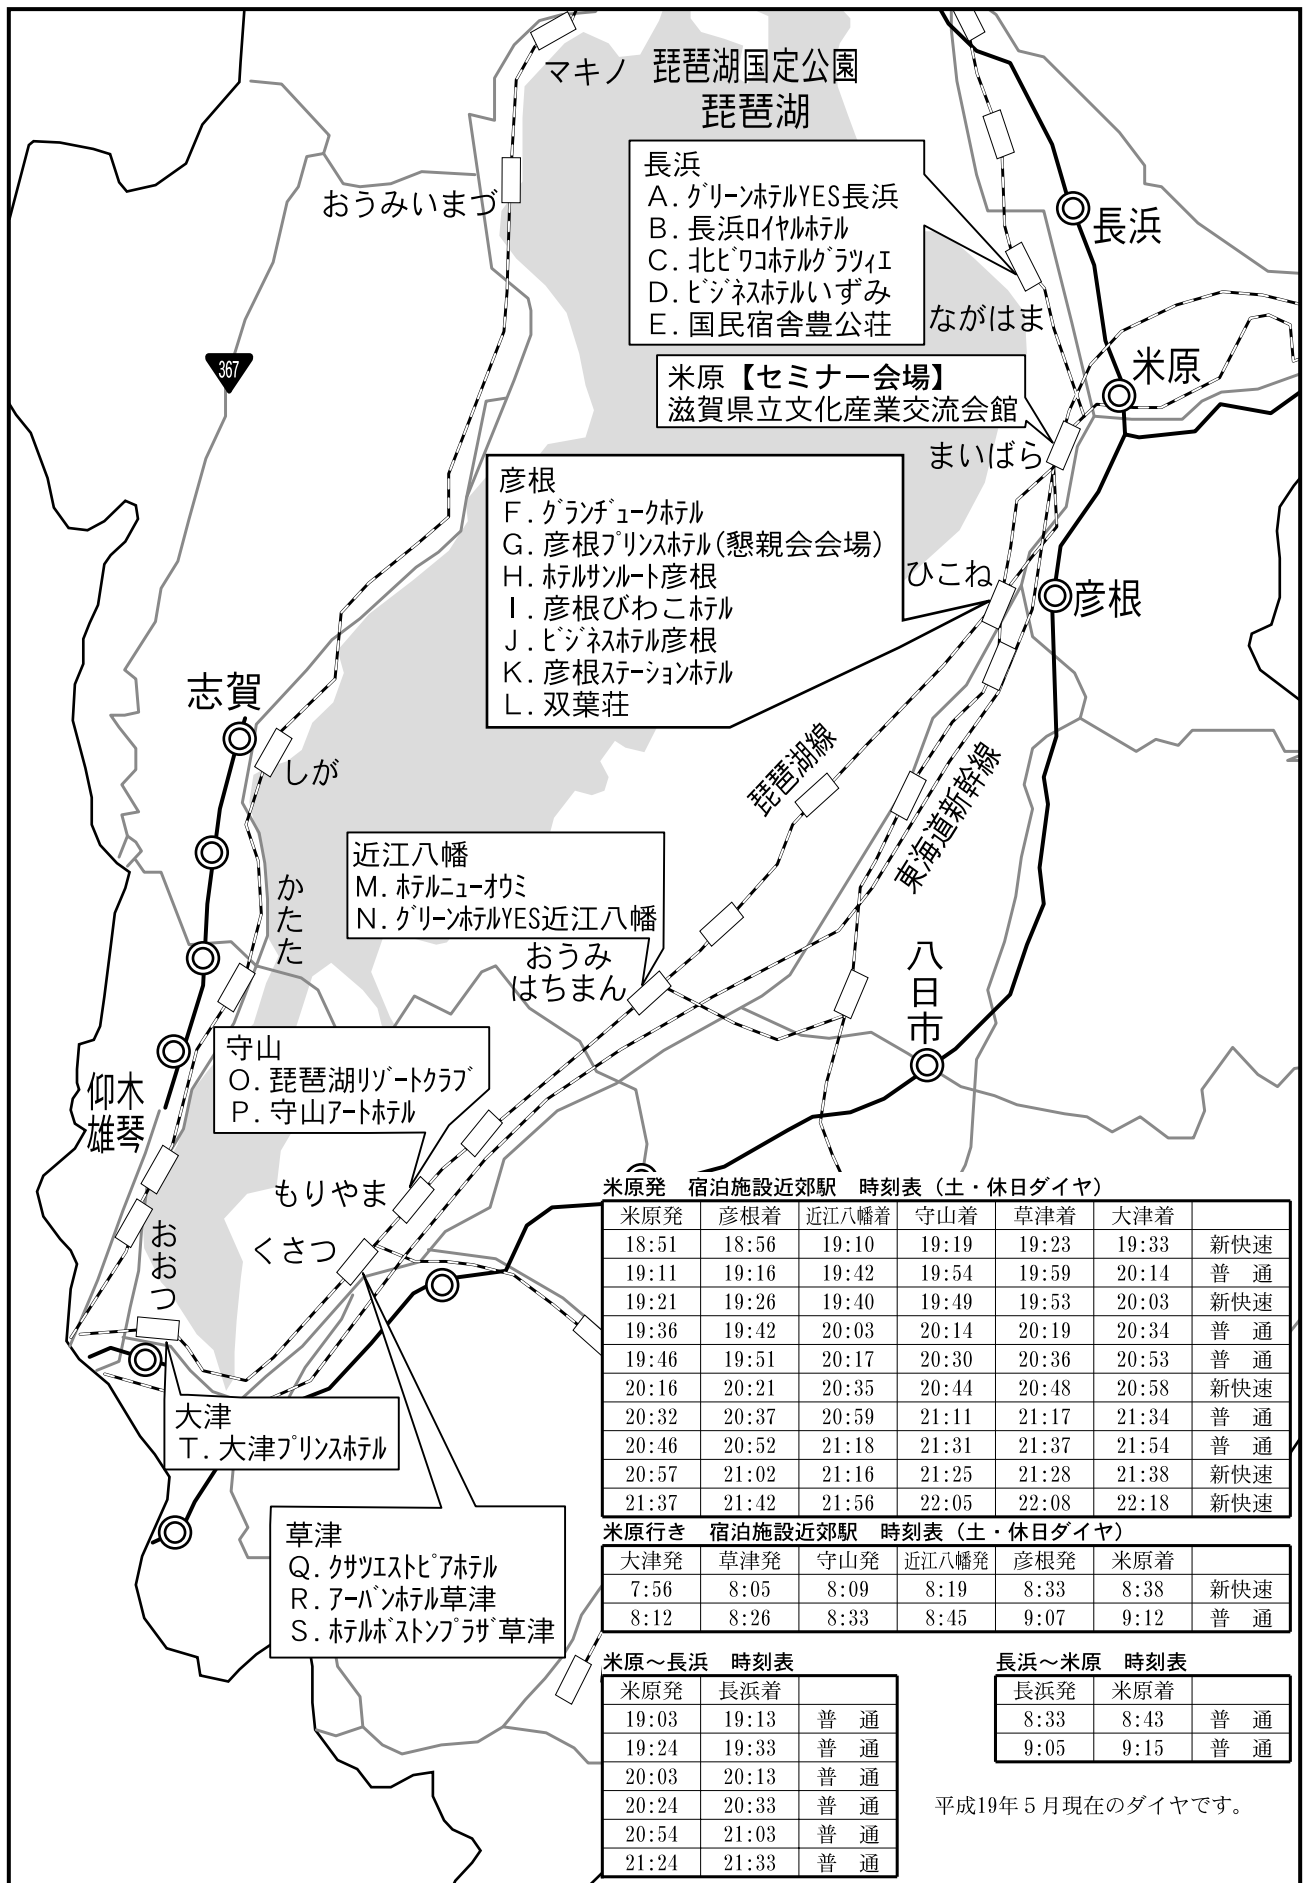 マキノ
琵琶湖国定公園
琵琶湖
長浜
A. グリーンホテルYES長浜
B. 長浜ロイヤルホテル
C. 北ビワコホテルグラツィエ
D. ビジネスホテルいずみ
E. 国民宿舎豊公荘
おうみいまづ
長浜
ながはま
367
米原【セミナー会場】
滋賀県立文化産業交流会館
米原
まいばら
彦根
F. グランデュークホテル
G. 彦根プリンスホテル(懇親会会場)
H. ホテルサンルート彦根
I. 彦根びわこホテル
J. ビジネスホテル彦根
K. 彦根ステーションホテル
L. 双葉荘
ひこね
彦根
志賀
しが
琵琶湖線
東海道新幹線
近江八幡
M. ホテルニューオウミ
N. グリーンホテルYES近江八幡
かたた
おうみ
はちまん
八日市
守山
O. 琵琶湖リゾートクラブ
P. 守山アートホテル
仰木
雄琴
もりやま
くさつ
おおつ
大津
T. 大津プリンスホテル
草津
Q. クサツエストピアホテル
R. アーバンホテル草津
S. ホテルボストンプラザ草津
米原発　宿泊施設近郊駅　時刻表（土・休日ダイヤ）
米原発 彦根着 近江八幡着 守山着 草津着 大津着
18:51 18:56 19:10 19:19 19:23 19:33 新快速
19:11 19:16 19:42 19:54 19:59 20:14 普　通
19:21 19:26 19:40 19:49 19:53 20:03 新快速
19:36 19:42 20:03 20:14 20:19 20:34 普　通
19:46 19:51 20:17 20:30 20:36 20:53 普　通
20:16 20:21 20:35 20:44 20:48 20:58 新快速
20:32 20:37 20:59 21:11 21:17 21:34 普　通
20:46 20:52 21:18 21:31 21:37 21:54 普　通
20:57 21:02 21:16 21:25 21:28 21:38 新快速
21:37 21:42 21:56 22:05 22:08 22:18 新快速
米原行き　宿泊施設近郊駅　時刻表（土・休日ダイヤ）
大津発 草津発 守山発 近江八幡発 彦根発 米原着
7:56 8:05 8:09 8:19 8:33 8:38 新快速
8:12 8:26 8:33 8:45 9:07 9:12 普　通
米原～長浜　時刻表
米原発 長浜着
19:03 19:13 普　通
19:24 19:33 普　通
20:03 20:13 普　通
20:24 20:33 普　通
20:54 21:03 普　通
21:24 21:33 普　通
長浜～米原　時刻表
長浜発 米原着
8:33 8:43 普　通
9:05 9:15 普　通
平成19年５月現在のダイヤです。